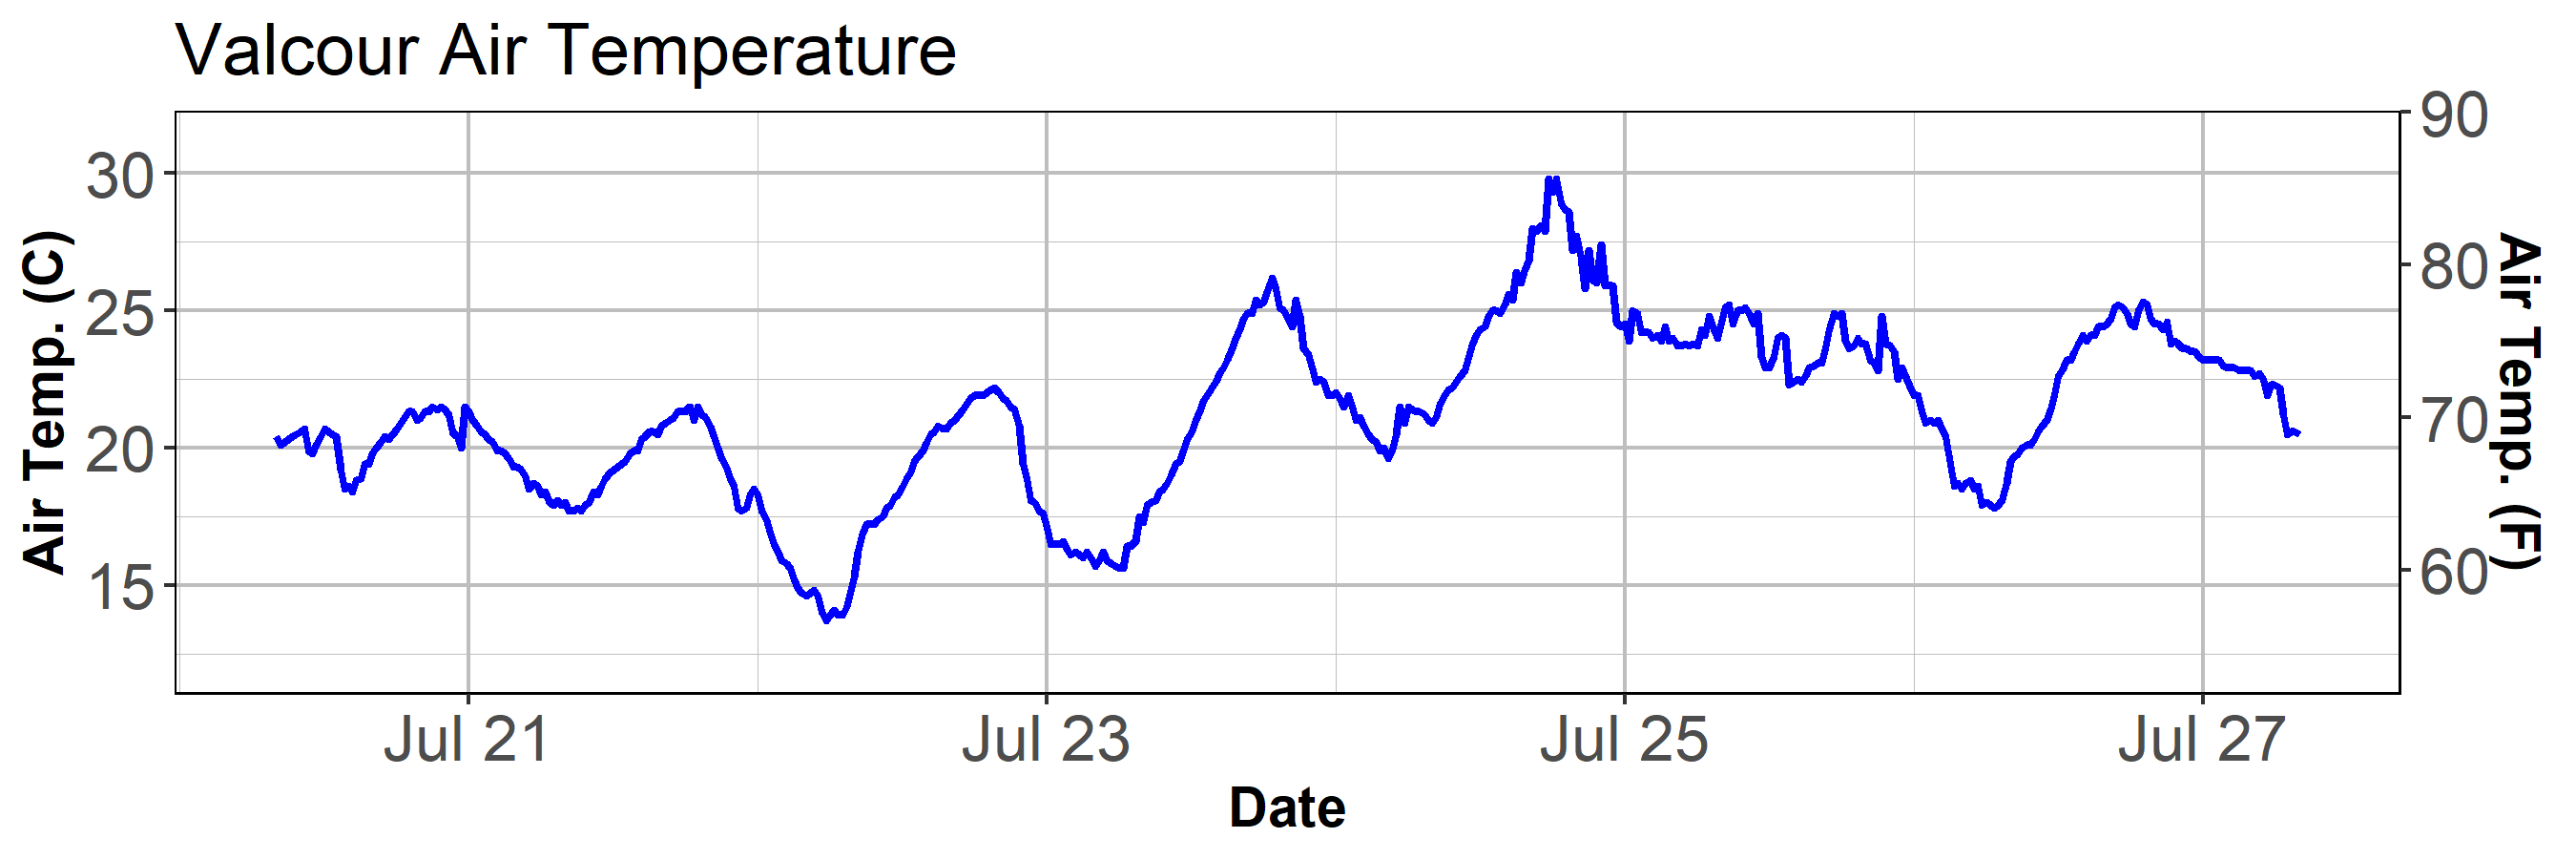 Valcour Air Temperature
Air Temp. (C)
30
25
20
15
90
80
70
60
Air Temp. (F)
Jul 21
Jul 23
Jul 25
Jul 27
Date